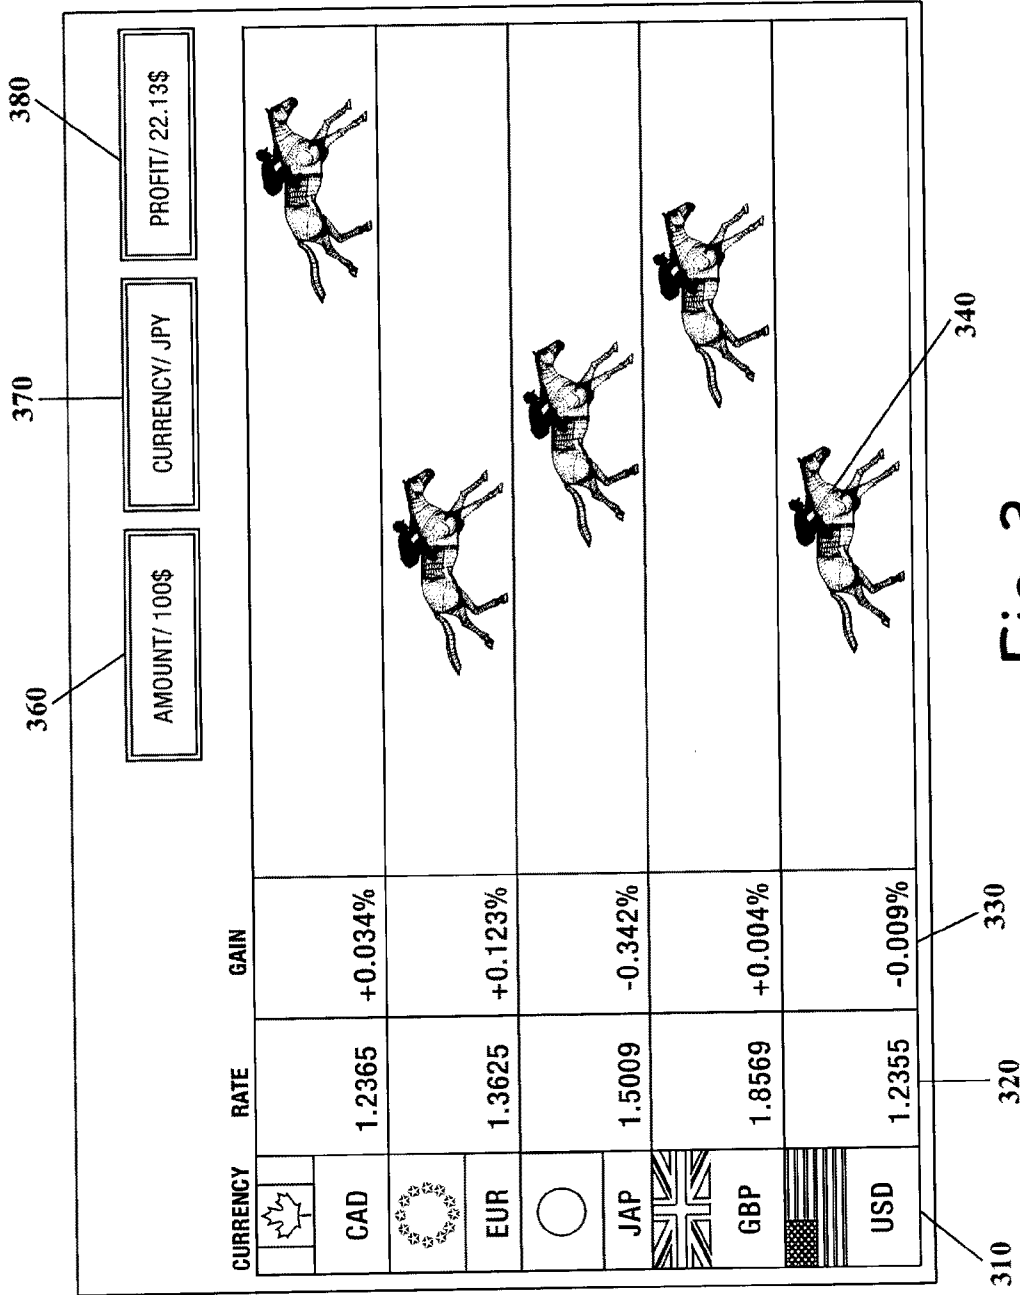 360
370
380
AMOUNT/ 100$
CURRENCY/ JPY
PROFIT/ 22.13$
CURRENCY RATE GAIN
CAD 1.2365 +0.034%
EUR 1.3625 +0.123%
JAP 1.5009 -0.342%
GBP 1.8569 +0.004%
USD 1.2355 -0.009%
310
320
330
340